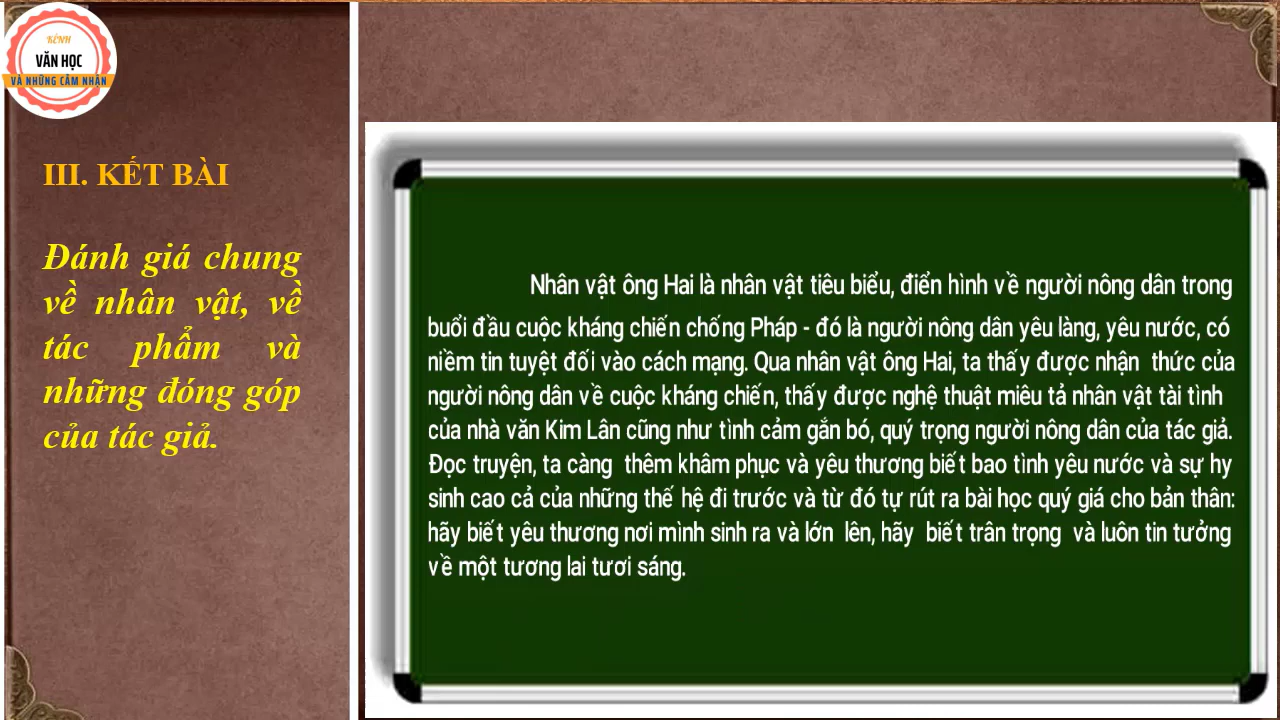 KÊNH
VĂN HỌC
VÀ NHỮNG CẢM NHẬN
III. KẾT BÀI
Đánh giá chung
về nhân vật, về
tác phẩm và
những đóng góp
của tác giả.
Nhân vật ông Hai là nhân vật tiêu biểu, điển hình về người nông dân trong
buổi đầu cuộc kháng chiến chống Pháp - đó là người nông dân yêu làng, yêu nước, có
niềm tin tuyệt đối vào cách mạng. Qua nhân vật ông Hai, ta thấy được nhận thức của
người nông dân về cuộc kháng chiến, thấy được nghệ thuật miêu tả nhân vật tài tình
của nhà văn Kim Lân cũng như tình cảm gắn bó, quý trọng người nông dân của tác giả.
Đọc truyện, ta càng thêm khâm phục và yêu thương biết bao tình yêu nước và sự hy
sinh cao cả của những thế hệ đi trước và từ đó tự rút ra bài học quý giá cho bản thân:
hãy biết yêu thương nơi mình sinh ra và lớn lên, hãy biết trân trọng và luôn tin tưởng
về một tương lai tươi sáng.